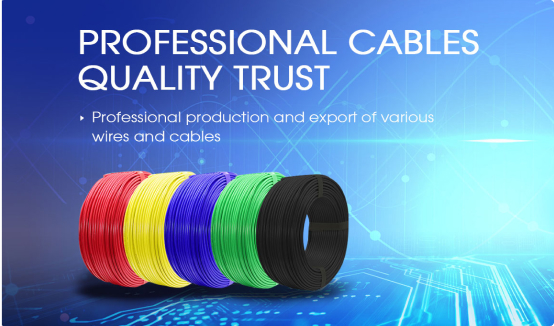 PROFESSIONAL CABLES
QUALITY TRUST
Professional production and export of various
wires and cables